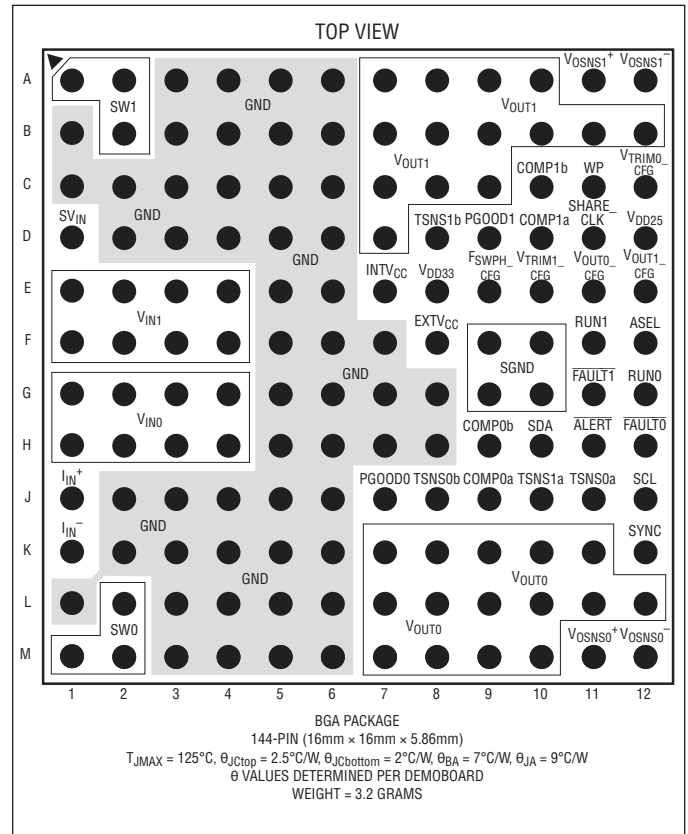 TOP VIEW
VOSNS1+ VOSNS1–
A
SW1
GND
VOUT1
B
VOUT1
COMP1b WP VTRIM0_CFG
C
SVIN
GND
TSNS1b PGOOD1 COMP1a SHARE_CLK VDD25
D
GND
INTVCC VDD33 FSWPH_CFG VTRIM1_CFG VOUT0_CFG VOUT1_CFG
E
VIN1
EXTVCC
RUN1 ASEL
F
SGND
GND
FAULT1 RUN0
G
VIN0
COMP0b SDA ALERT FAULT0
H
IIN+
PGOOD0 TSNS0b COMP0a TSNS1a TSNS0a SCL
J
IIN–
GND
SYNC
K
GND
VOUT0
L
SW0
VOUT0
VOSNS0+ VOSNS0–
M
1 2 3 4 5 6 7 8 9 10 11 12
BGA PACKAGE
144-PIN (16mm × 16mm × 5.86mm)
TJMAX = 125°C, θJCtop = 2.5°C/W, θJCbottom = 2°C/W, θBA = 7°C/W, θJA = 9°C/W
θ VALUES DETERMINED PER DEMOBOARD
WEIGHT = 3.2 GRAMS